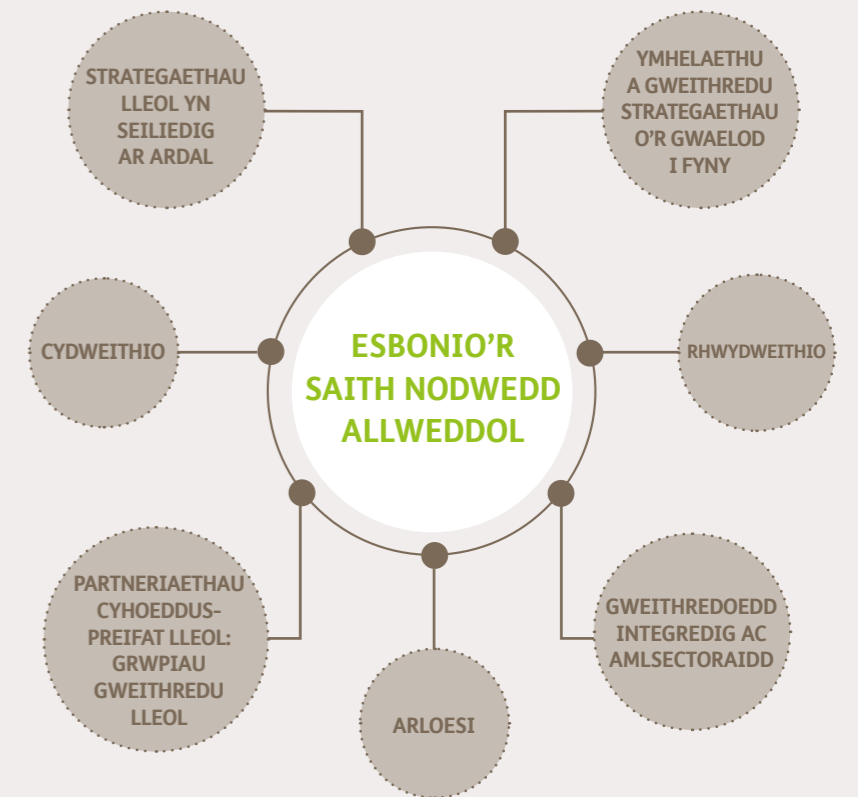 STRATEGAETHAU
LLEOL YN
SEILIEDIG
AR ARDAL
YMHELAETHU
A GWEITHREDU
STRATEGAETHAU
O'R GWAELOD
I FYNY
CYDWEITHIO
ESBONIO'R
SAITH NODWEDD
ALLWEDDOL
RHWYDWEITHIO
PARTNERIAETHAU
CYHOEDDUS-
PREIFAT LLEOL:
GRWPIAU
GWEITHREDU
LLEOL
ARLOESI
GWEITHREDOEDD
INTEGREDIG AC
AMLSECTORAIDD